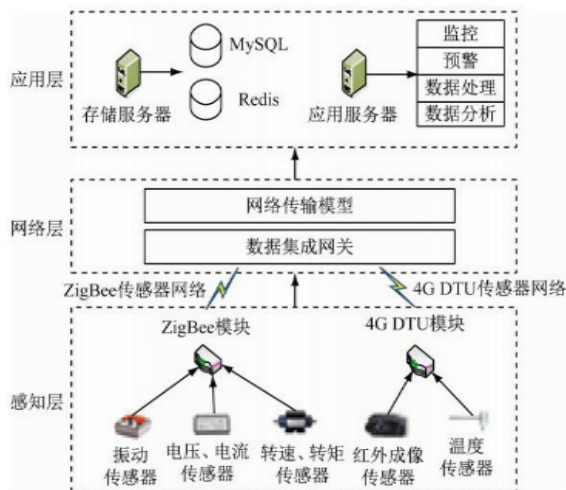 应用层
存储服务器
MySQL
Redis
应用服务器
监控
预警
数据处理
数据分析
网络层
网络传输模型
数据集成网关
ZigBee传感器网络
4G DTU传感器网络
感知层
ZigBee模块
4G DTU模块
振动
传感器
电压、电流
传感器
转速、转矩
传感器
红外成像
传感器
温度
传感器